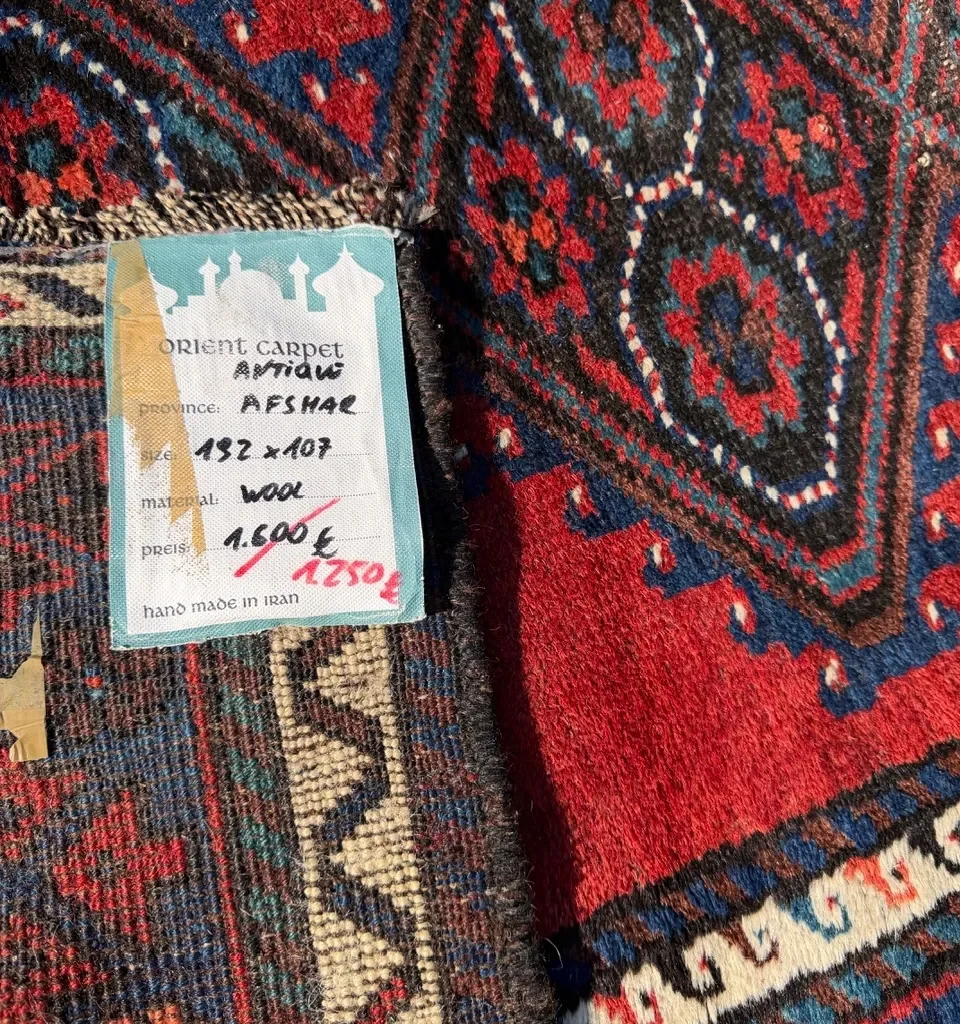 ORIENT CARPET
ANTIQUE
PROVINCE: AFSHAR
SIZE: 192 x 107
MATERIAL: WOOL
PREIS: 1.600 €
1250 €
HAND MADE IN IRAN